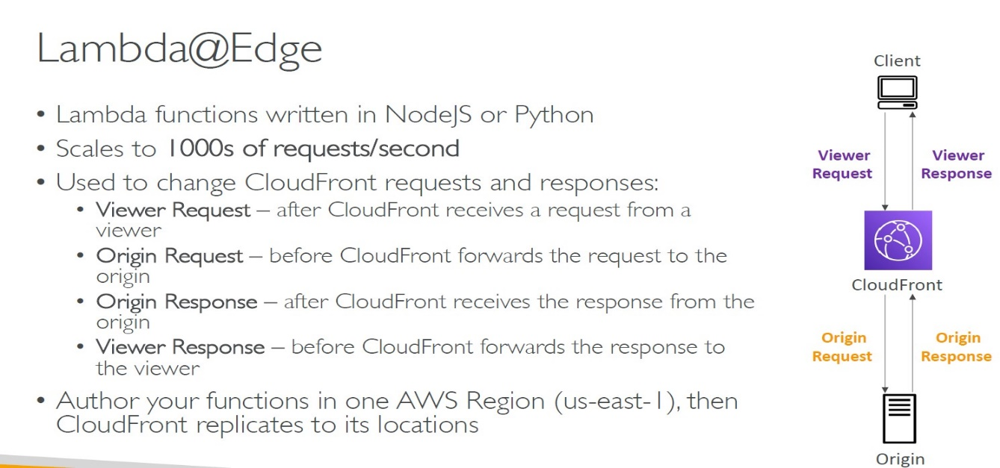 Lambda@Edge
• Lambda functions written in NodeJS or Python
• Scales to 1000s of requests/second
• Used to change CloudFront requests and responses:
• Viewer Request – after CloudFront receives a request from a
viewer
• Origin Request – before CloudFront forwards the request to the
origin
• Origin Response – after CloudFront receives the response from the
origin
• Viewer Response – before CloudFront forwards the response to
the viewer
• Author your functions in one AWS Region (us-east-1), then
CloudFront replicates to its locations
Client
Viewer
Request
Viewer
Response
CloudFront
Origin
Request
Origin
Response
Origin